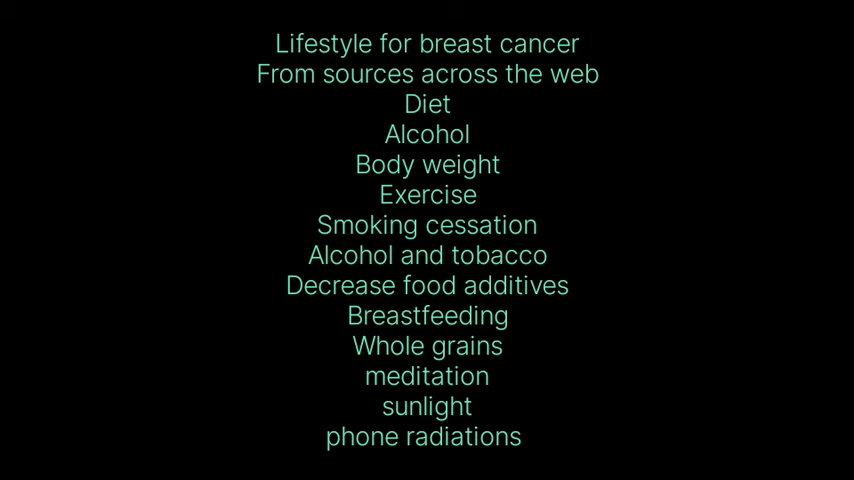 Lifestyle for breast cancer
From sources across the web
Diet
Alcohol
Body weight
Exercise
Smoking cessation
Alcohol and tobacco
Decrease food additives
Breastfeeding
Whole grains
meditation
sunlight
phone radiations